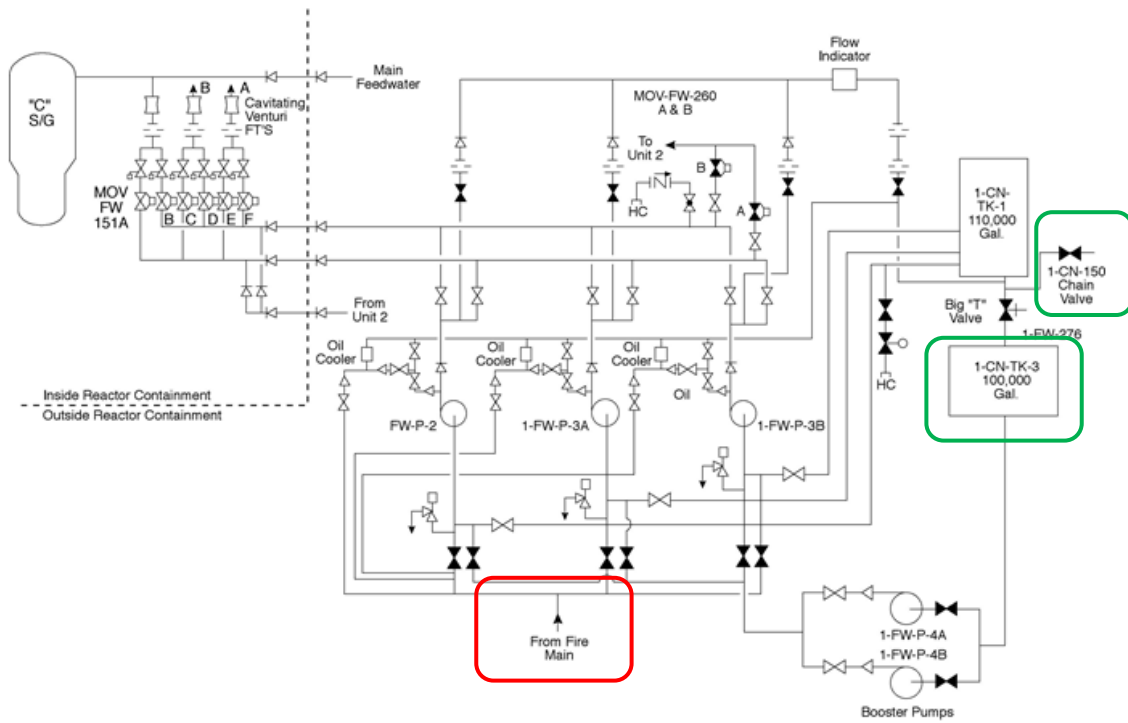 "C"
S/G
B
A
Cavitating
Venturi
FT'S
Main
Feedwater
MOV
FW
151A
B
C
D
E
F
From
Unit 2
Inside Reactor Containment
Outside Reactor Containment
Flow
Indicator
MOV-FW-260
A & B
To
Unit 2
B
HC
A
1-CN-
TK-1
110,000
Gal.
1-CN-150
Chain
Valve
Big "T"
Valve
1-FW-276
HC
1-CN-TK-3
100,000
Gal.
Oil
Cooler
Oil
Cooler
Oil
Cooler
Oil
FW-P-2
1-FW-P-3A
1-FW-P-3B
From Fire
Main
1-FW-P-4A
1-FW-P-4B
Booster Pumps